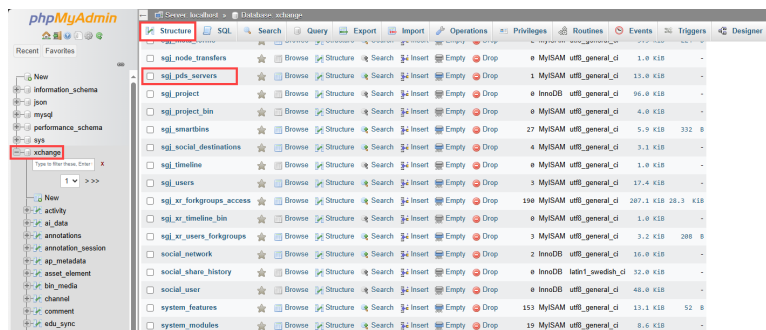 phpMyAdmin
Recent Favorites
New
information_schema
json
mysql
performance_schema
sys
xchange
Type to filter these, Enter X
1 > >>
New
activity
ai_data
annotations
annotation_session
ap_metadata
asset_element
bin_media
channel
comment
edu_sync
Server: localhost » Database: xchange
Structure SQL Search Query Export Import Operations Privileges Routines Events Triggers Designer
sgj_node_transfers Browse Structure Search Insert Empty Drop 0 MyISAM utf8_general_ci 1.0 KiB -
sgj_pds_servers Browse Structure Search Insert Empty Drop 1 MyISAM utf8_general_ci 13.0 KiB -
sgj_project Browse Structure Search Insert Empty Drop 0 InnoDB utf8_general_ci 96.0 KiB -
sgj_project_bin Browse Structure Search Insert Empty Drop 0 MyISAM utf8_general_ci 4.0 KiB -
sgj_smartbins Browse Structure Search Insert Empty Drop 27 MyISAM utf8_general_ci 5.9 KiB 332 B
sgj_social_destinations Browse Structure Search Insert Empty Drop 4 MyISAM utf8_general_ci 3.1 KiB -
sgj_timeline Browse Structure Search Insert Empty Drop 0 MyISAM utf8_general_ci 1.0 KiB -
sgj_users Browse Structure Search Insert Empty Drop 3 MyISAM utf8_general_ci 17.4 KiB -
sgj_xr_forkgroups_access Browse Structure Search Insert Empty Drop 190 MyISAM utf8_general_ci 207.1 KiB 28.3 KiB
sgj_xr_timeline_bin Browse Structure Search Insert Empty Drop 0 MyISAM utf8_general_ci 1.0 KiB -
sgj_xr_users_forkgroups Browse Structure Search Insert Empty Drop 3 MyISAM utf8_general_ci 3.2 KiB 208 B
social_network Browse Structure Search Insert Empty Drop 2 InnoDB utf8_general_ci 16.0 KiB -
social_share_history Browse Structure Search Insert Empty Drop 0 InnoDB latin1_swedish_ci 32.0 KiB -
social_user Browse Structure Search Insert Empty Drop 0 InnoDB utf8_general_ci 48.0 KiB -
system_features Browse Structure Search Insert Empty Drop 153 MyISAM utf8_general_ci 13.1 KiB 52 B
system_modules Browse Structure Search Insert Empty Drop 19 MyISAM utf8_general_ci 8.6 KiB -